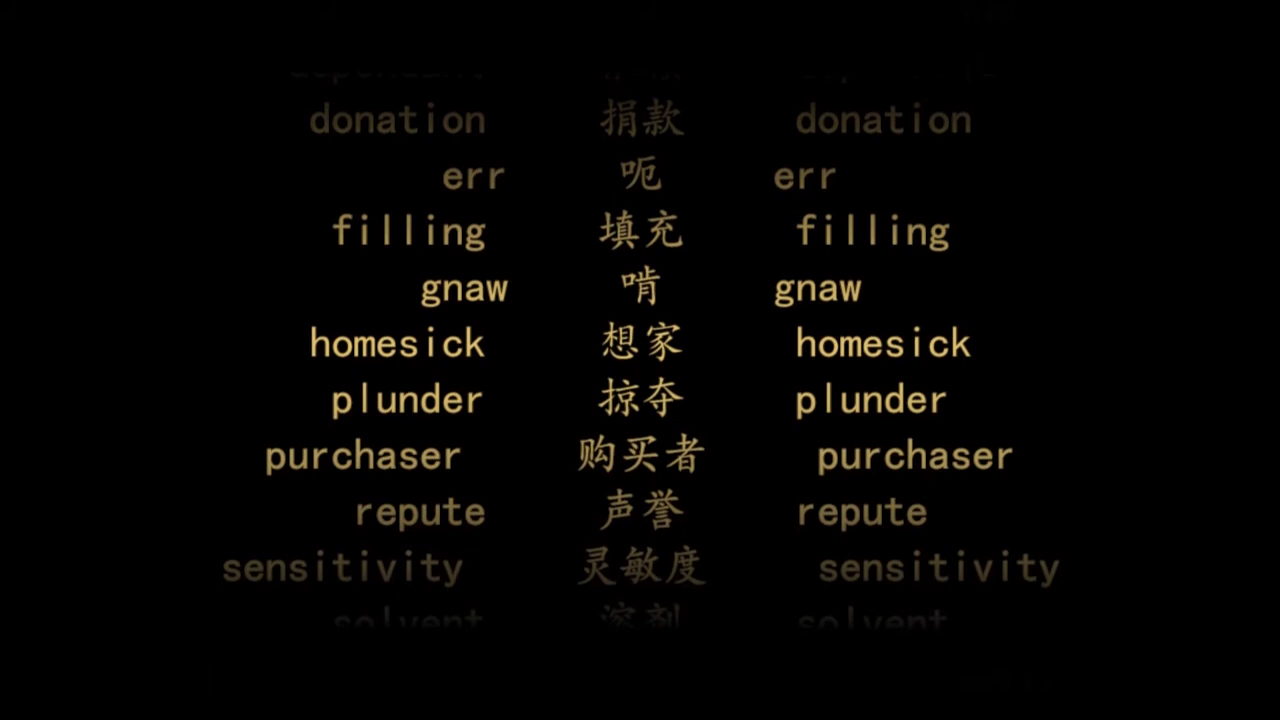 donation 捐款 donation
err 呃 err
filling 填充 filling
gnaw 啃 gnaw
homesick 想家 homesick
plunder 掠夺 plunder
purchaser 购买者 purchaser
repute 声誉 repute
sensitivity 灵敏度 sensitivity
solvent 溶剂 solvent